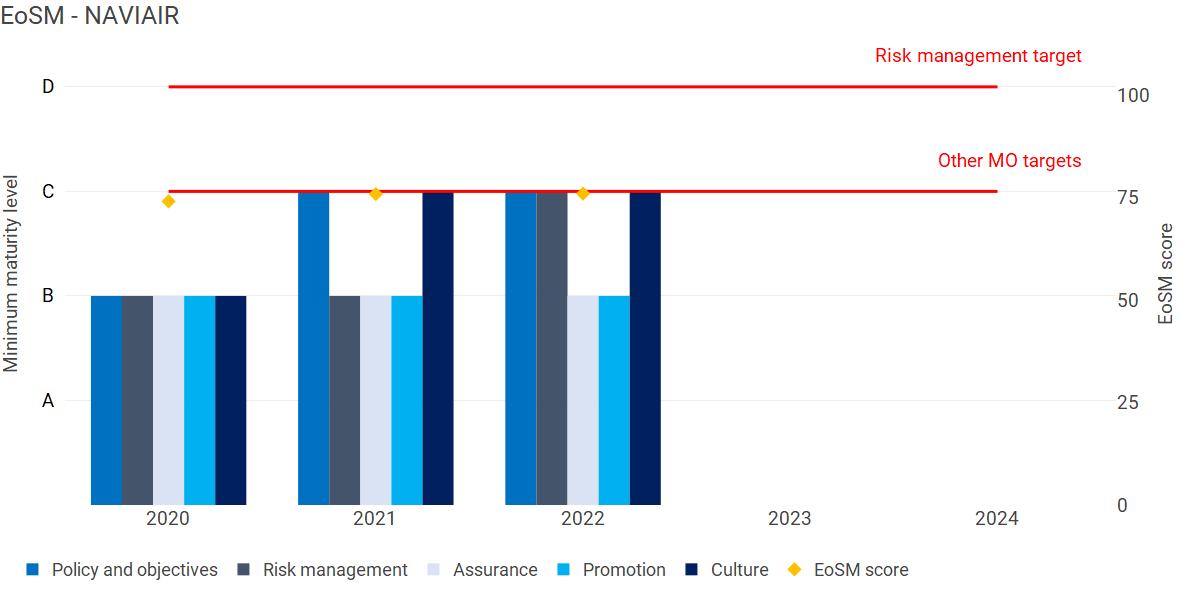 EoSM - NAVIAIR
Risk management target
D
100
Other MO targets
C
75
Minimum maturity level
EoSM score
B
50
A
25
0
2020 2021 2022 2023 2024
Policy and objectives Risk management Assurance Promotion Culture EoSM score